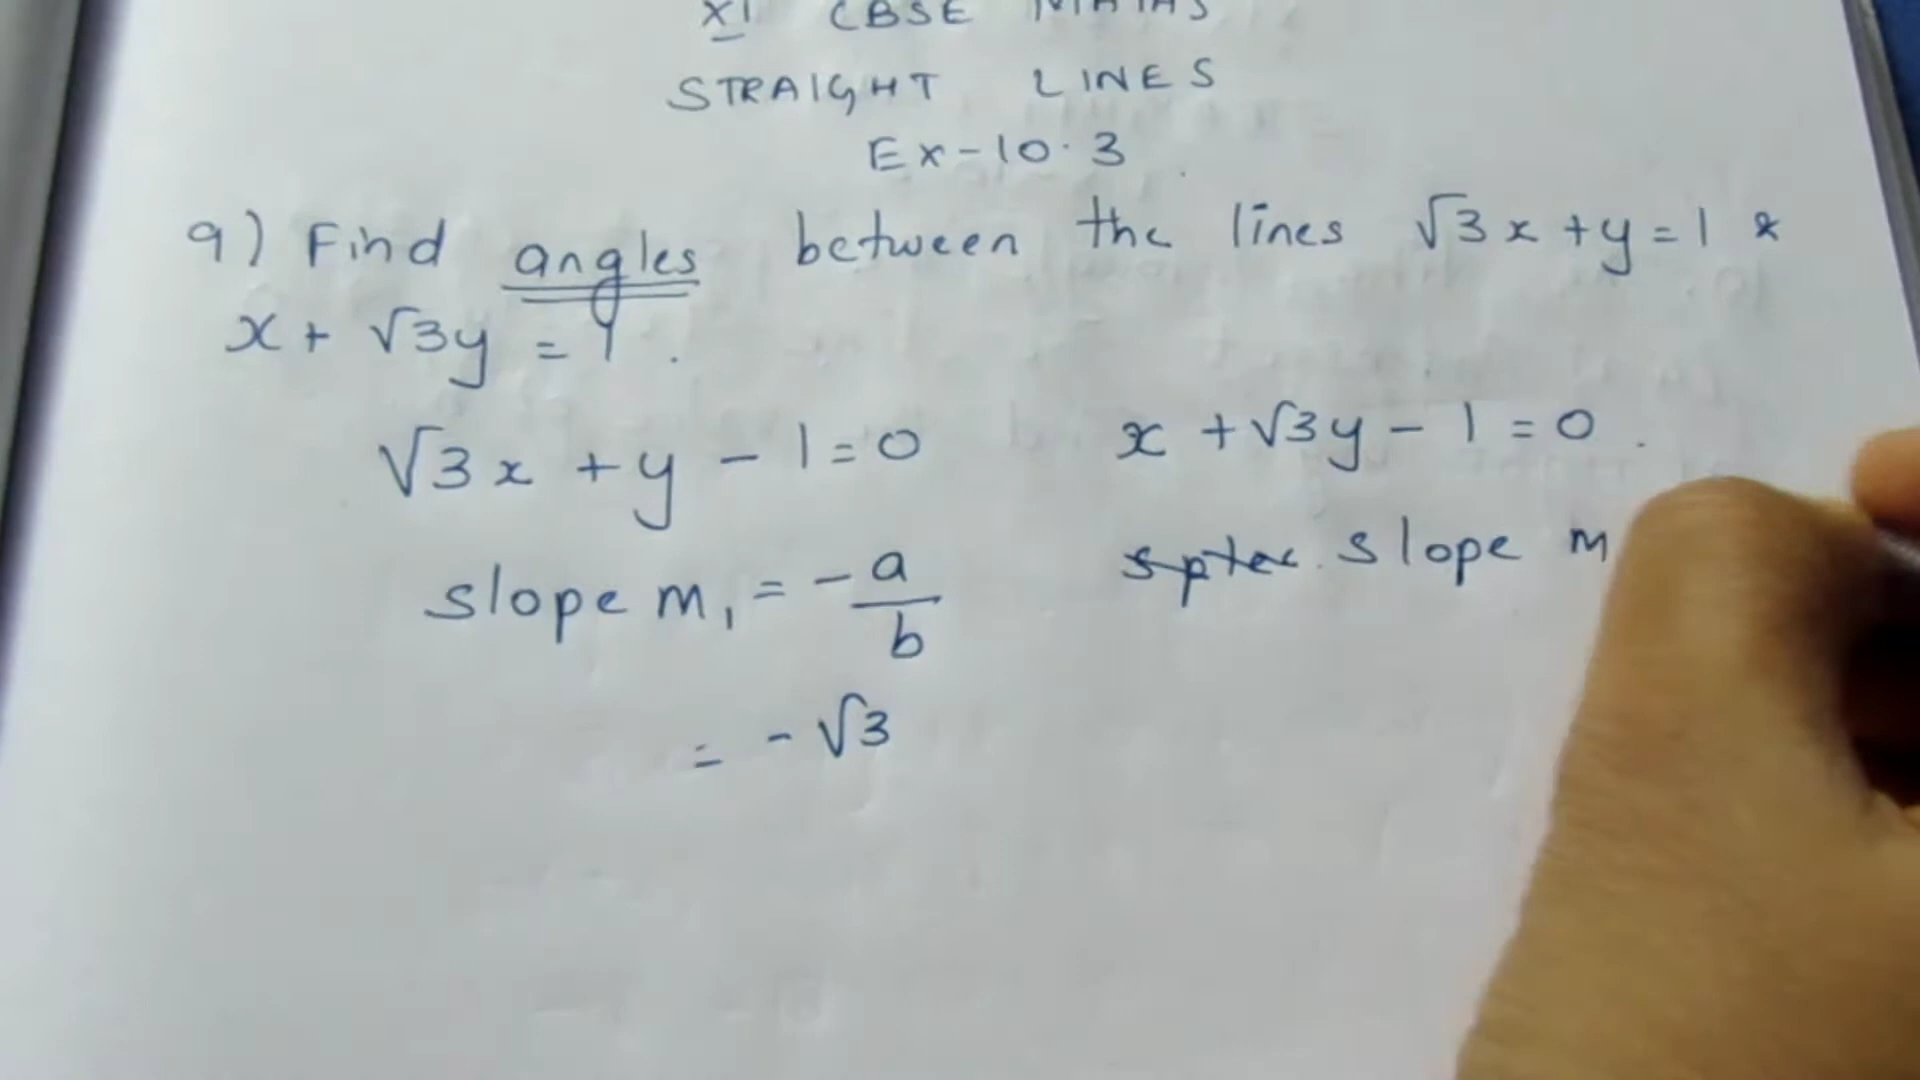 XI CBSE MATHS
STRAIGHT LINES
Ex-10.3
9) Find angles between the lines √3x + y = 1 &
x + √3y = 1.
√3x + y - 1 = 0
x + √3y - 1 = 0.
slope m₁ = -a/b
slope m
= -√3